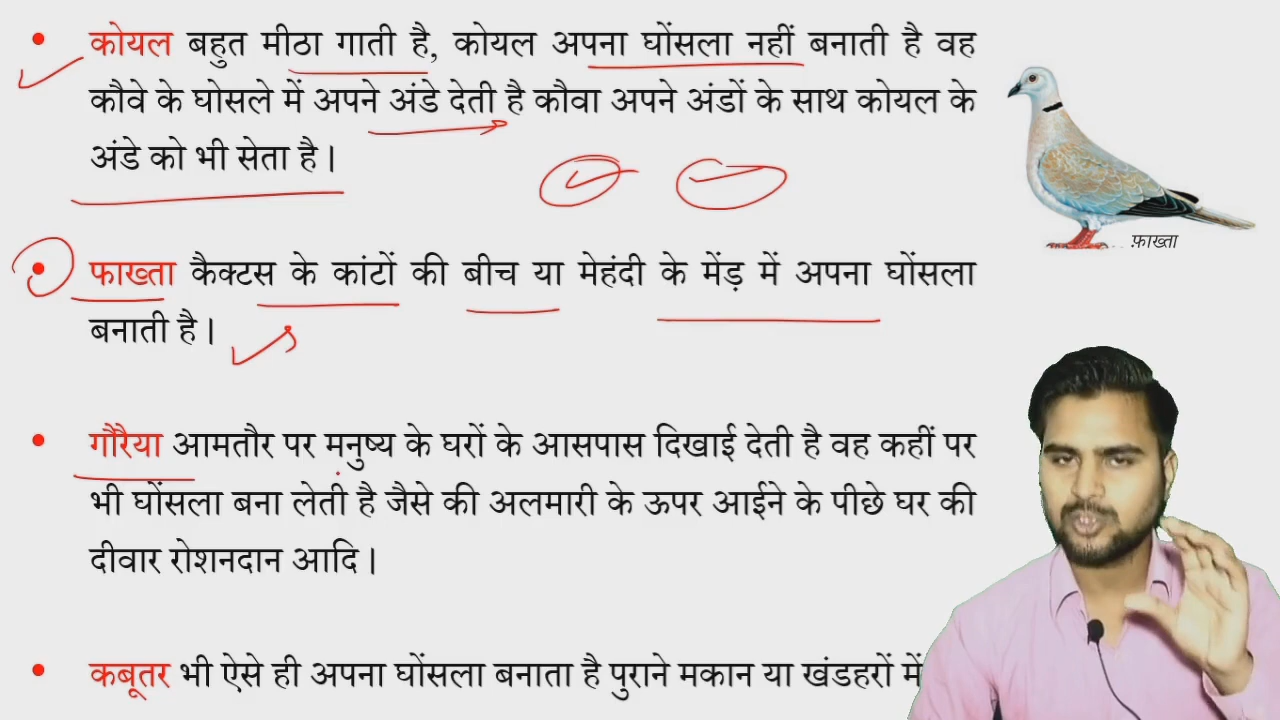 कोयल बहुत मीठा गाती है, कोयल अपना घोंसला नहीं बनाती है वह
कौवे के घोसले में अपने अंडे देती है कौवा अपने अंडों के साथ कोयल के
अंडे को भी सेता है।
फ़ाख्ता
फाख्ता कैक्टस के कांटों की बीच या मेहंदी के मेंड़ में अपना घोंसला
बनाती है।
गौरैया आमतौर पर मनुष्य के घरों के आसपास दिखाई देती है वह कहीं पर
भी घोंसला बना लेती है जैसे की अलमारी के ऊपर आईने के पीछे घर की
दीवार रोशनदान आदि।
कबूतर भी ऐसे ही अपना घोंसला बनाता है पुराने मकान या खंडहरों में